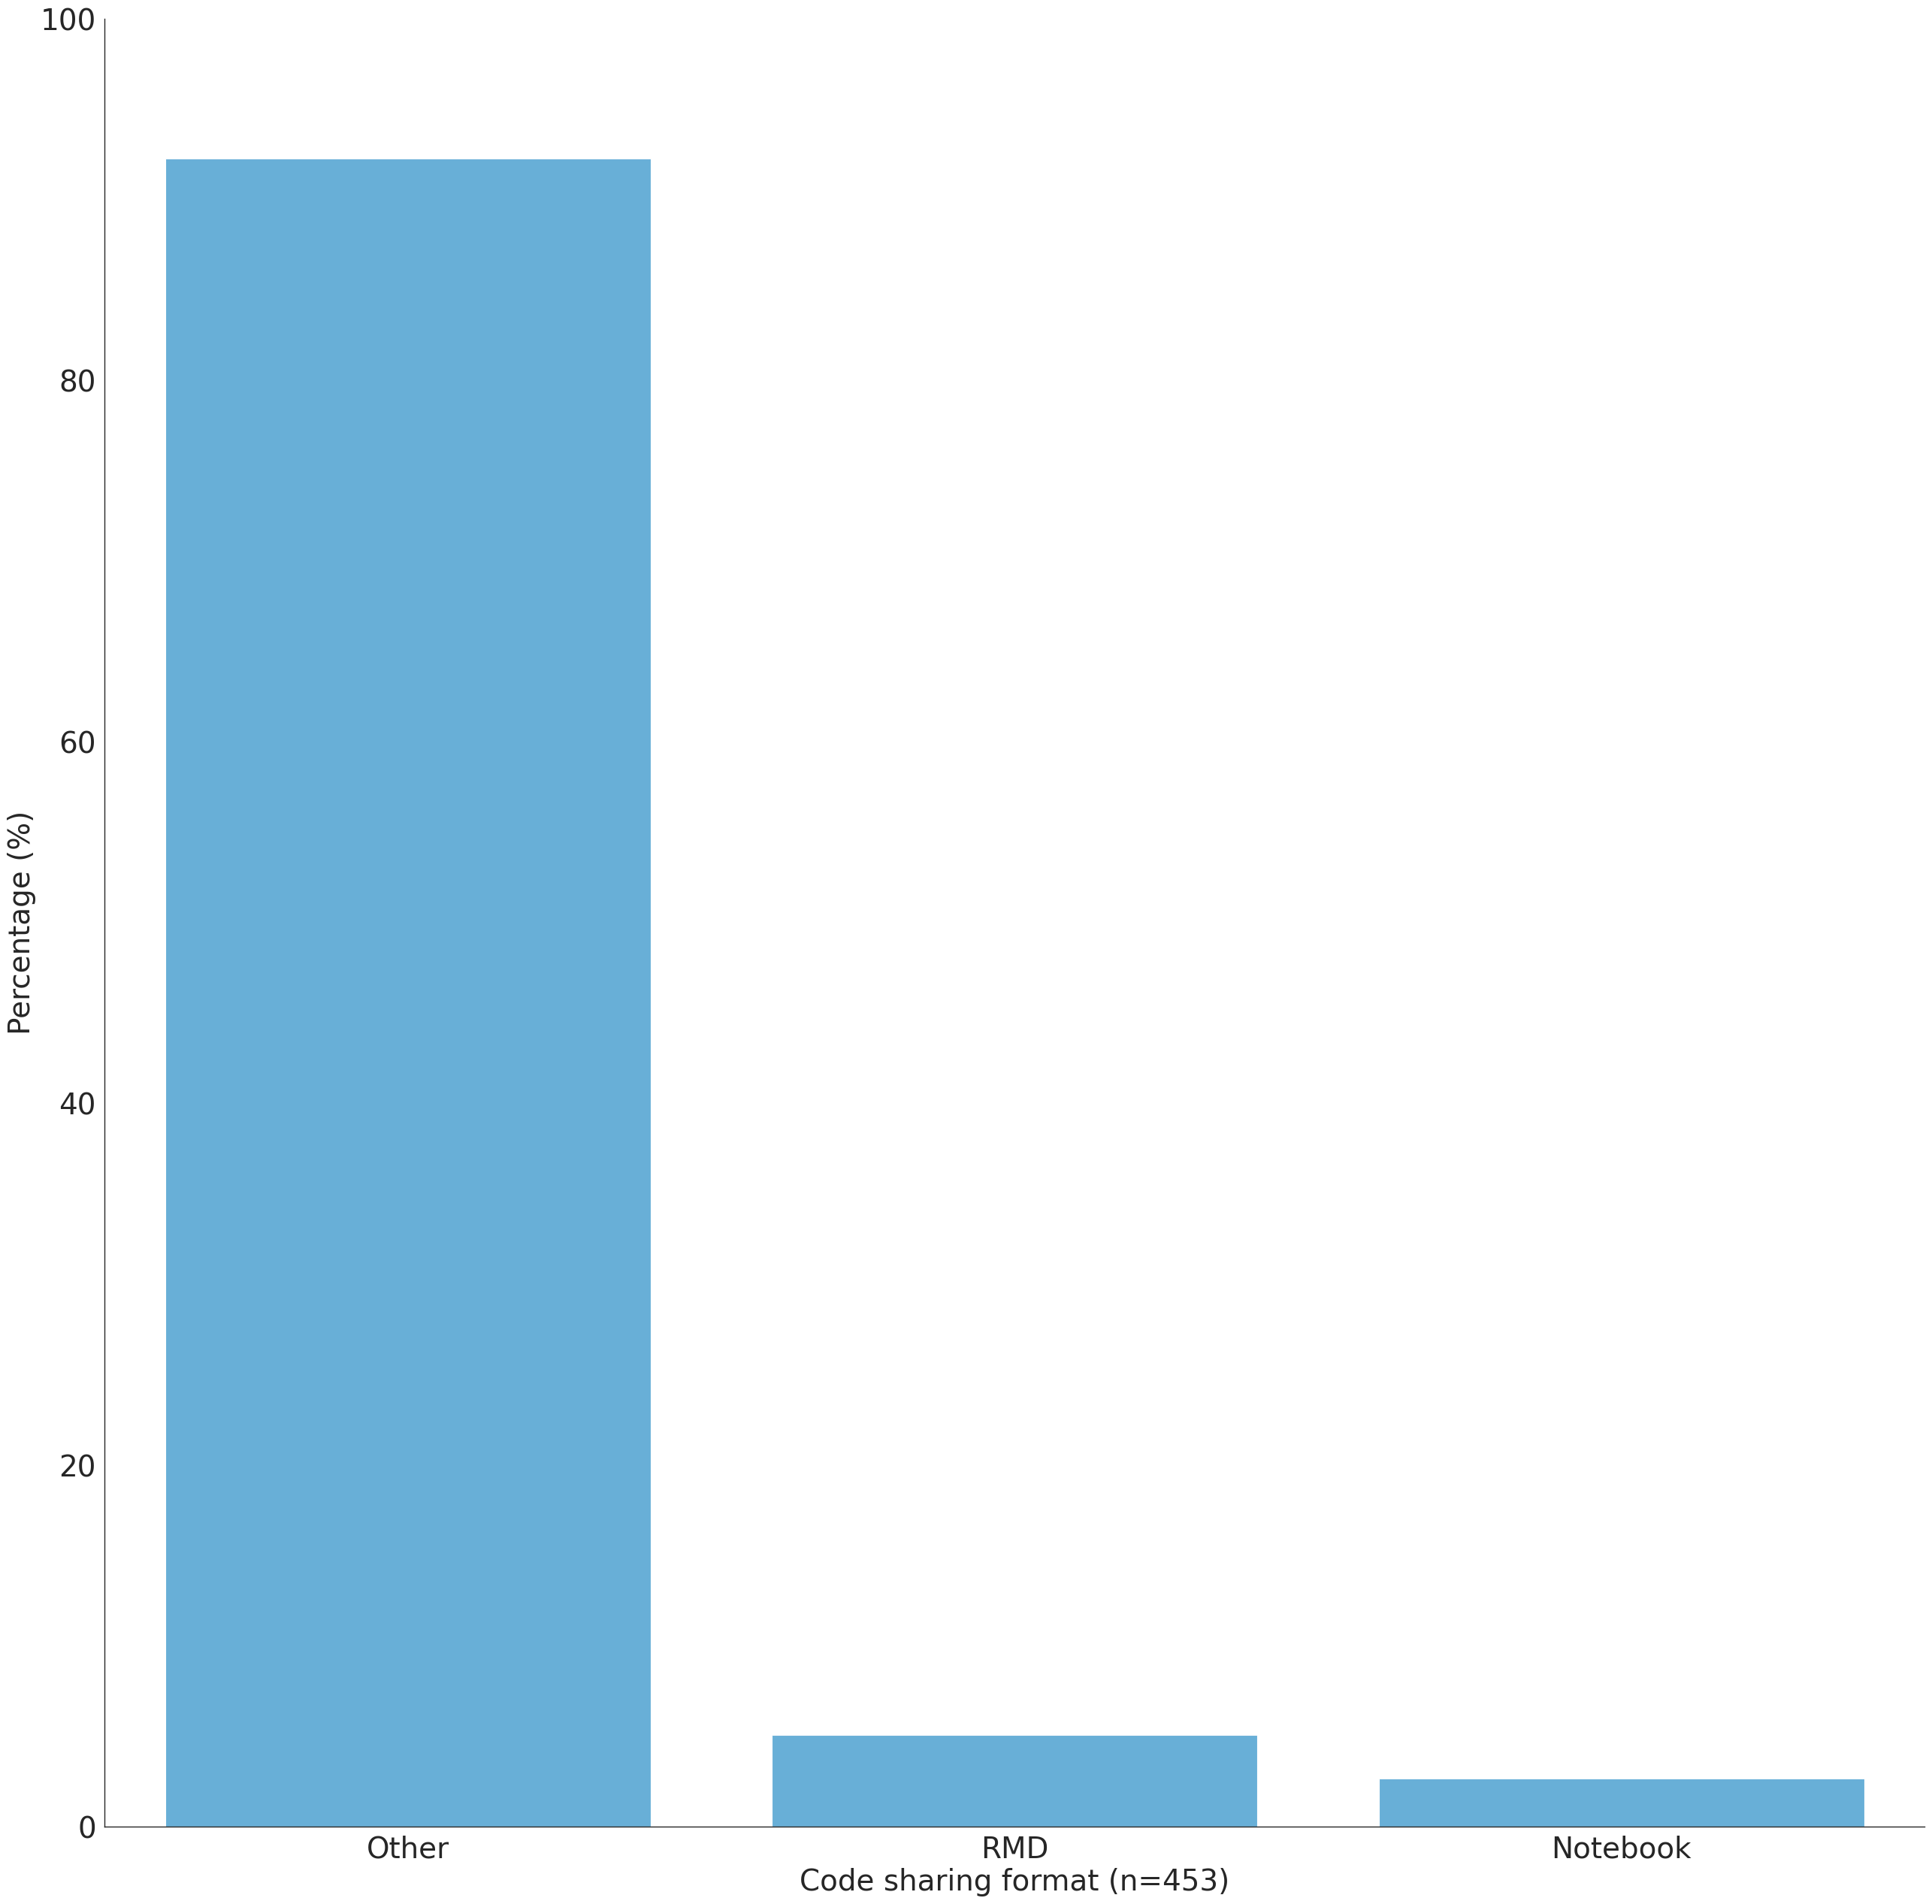 100
80
60
40
20
0
Percentage (%)
Other RMD Notebook
Code sharing format (n=453)